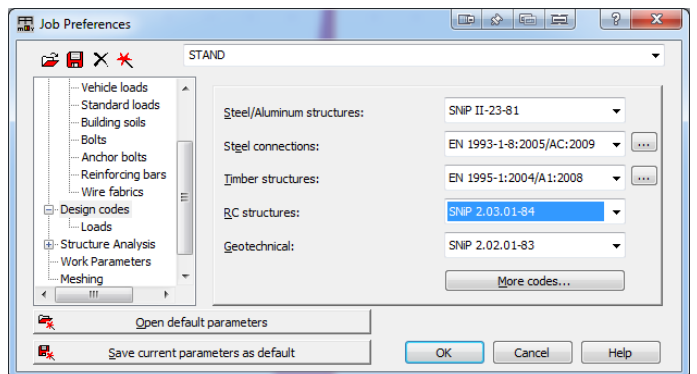 Job Preferences
STAND
Vehicle loads
Standard loads
Building soils
Bolts
Anchor bolts
Reinforcing bars
Wire fabrics
Design codes
Loads
Structure Analysis
Work Parameters
Meshing
Steel/Aluminum structures: SNiP II-23-81
Steel connections: EN 1993-1-8:2005/AC:2009 ...
Timber structures: EN 1995-1:2004/A1:2008 ...
RC structures: SNiP 2.03.01-84
Geotechnical: SNiP 2.02.01-83
More codes...
Open default parameters
Save current parameters as default
OK Cancel Help